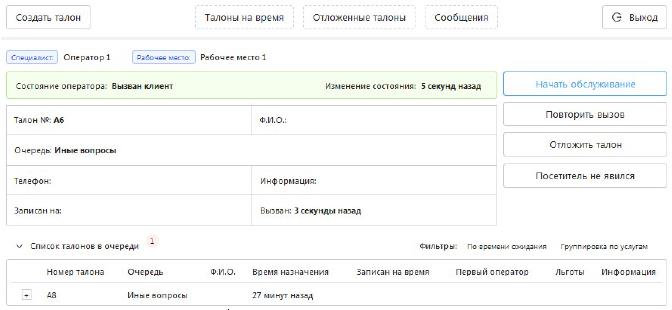 Создать талон Талоны на время Отложенные талоны Сообщения Выход
Специалист: Оператор 1 Рабочее место: Рабочее место 1
Состояние оператора: Вызван клиент Изменение состояния: 5 секунд назад Начать обслуживание
Талон №: А6 Ф.И.О.: Повторить вызов
Очередь: Иные вопросы Отложить талон
Телефон: Информация: Посетитель не явился
Записан на: Вызван: 3 секунды назад
Список талонов в очереди 1 Фильтры: По времени ожидания Группировка по услугам
Номер талона Очередь Ф.И.О. Время назначения Записан на время Первый оператор Льготы Информация
+ А8 Иные вопросы 27 минут назад